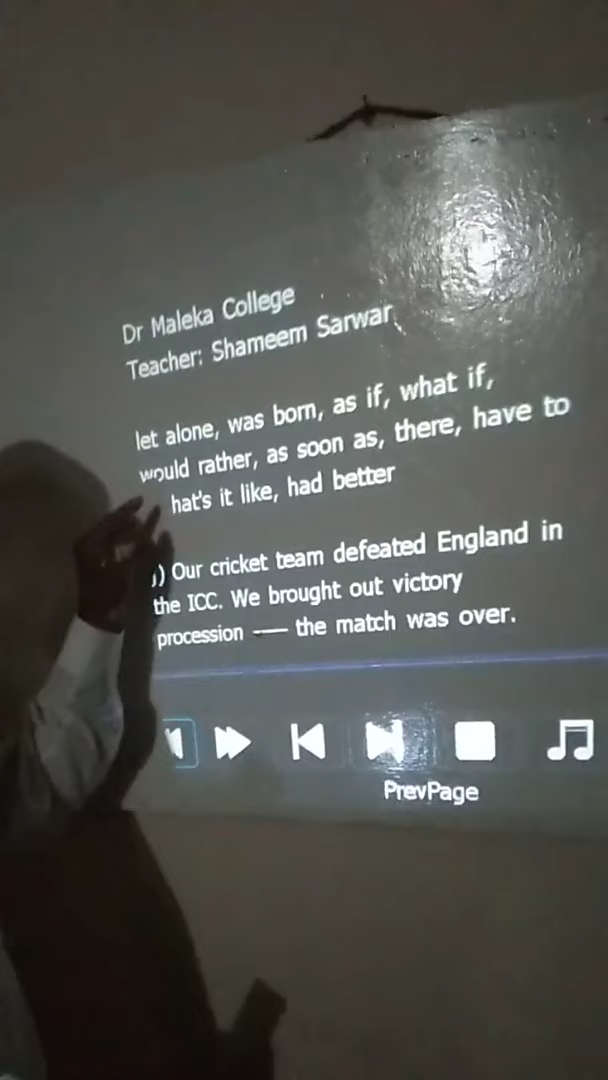 Dr Maleka College
Teacher: Shameem Sarwar
let alone, was born, as if, what if,
would rather, as soon as, there, have to
hat's it like, had better
) Our cricket team defeated England in
the ICC. We brought out victory
procession —— the match was over.
PrevPage